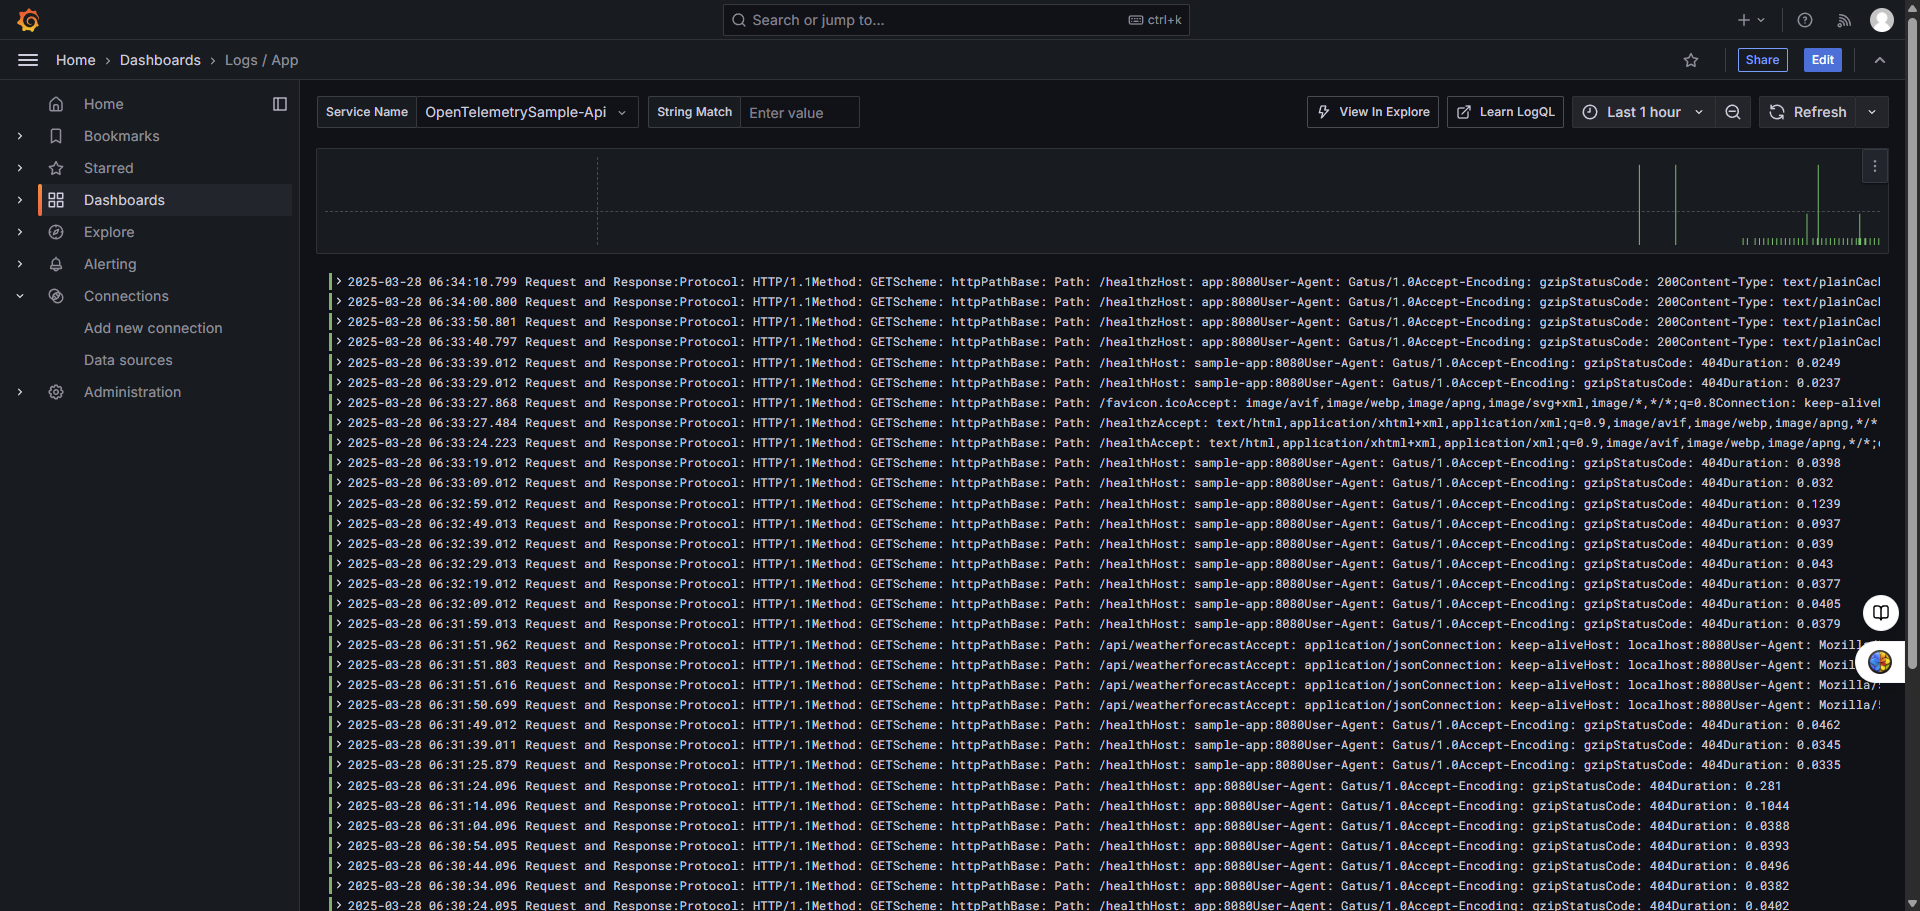 Search or jump to...
ctrl+k
Home › Dashboards › Logs / App
Share
Edit
Home
Bookmarks
Starred
Dashboards
Explore
Alerting
Connections
Add new connection
Data sources
Administration
Service Name OpenTelemetrySample-Api
String Match Enter value
View In Explore
Learn LogQL
Last 1 hour
Refresh
2025-03-28 06:34:10.799 Request and Response:Protocol: HTTP/1.1Method: GETScheme: httpPathBase: Path: /healthzHost: app:8080User-Agent: Gatus/1.0Accept-Encoding: gzipStatusCode: 200Content-Type: text/plainCac
2025-03-28 06:34:00.800 Request and Response:Protocol: HTTP/1.1Method: GETScheme: httpPathBase: Path: /healthzHost: app:8080User-Agent: Gatus/1.0Accept-Encoding: gzipStatusCode: 200Content-Type: text/plainCac
2025-03-28 06:33:50.801 Request and Response:Protocol: HTTP/1.1Method: GETScheme: httpPathBase: Path: /healthzHost: app:8080User-Agent: Gatus/1.0Accept-Encoding: gzipStatusCode: 200Content-Type: text/plainCac
2025-03-28 06:33:40.797 Request and Response:Protocol: HTTP/1.1Method: GETScheme: httpPathBase: Path: /healthzHost: app:8080User-Agent: Gatus/1.0Accept-Encoding: gzipStatusCode: 200Content-Type: text/plainCac
2025-03-28 06:33:39.012 Request and Response:Protocol: HTTP/1.1Method: GETScheme: httpPathBase: Path: /healthHost: sample-app:8080User-Agent: Gatus/1.0Accept-Encoding: gzipStatusCode: 404Duration: 0.0249
2025-03-28 06:33:29.012 Request and Response:Protocol: HTTP/1.1Method: GETScheme: httpPathBase: Path: /healthHost: sample-app:8080User-Agent: Gatus/1.0Accept-Encoding: gzipStatusCode: 404Duration: 0.0237
2025-03-28 06:33:27.868 Request and Response:Protocol: HTTP/1.1Method: GETScheme: httpPathBase: Path: /favicon.icoAccept: image/avif,image/webp,image/apng,image/svg+xml,image/*,*/*;q=0.8Connection: keep-alive
2025-03-28 06:33:27.484 Request and Response:Protocol: HTTP/1.1Method: GETScheme: httpPathBase: Path: /healthzAccept: text/html,application/xhtml+xml,application/xml;q=0.9,image/avif,image/webp,image/apng,*/*
2025-03-28 06:33:24.223 Request and Response:Protocol: HTTP/1.1Method: GETScheme: httpPathBase: Path: /healthAccept: text/html,application/xhtml+xml,application/xml;q=0.9,image/avif,image/webp,image/apng,*/*;
2025-03-28 06:33:19.012 Request and Response:Protocol: HTTP/1.1Method: GETScheme: httpPathBase: Path: /healthHost: sample-app:8080User-Agent: Gatus/1.0Accept-Encoding: gzipStatusCode: 404Duration: 0.0398
2025-03-28 06:33:09.012 Request and Response:Protocol: HTTP/1.1Method: GETScheme: httpPathBase: Path: /healthHost: sample-app:8080User-Agent: Gatus/1.0Accept-Encoding: gzipStatusCode: 404Duration: 0.032
2025-03-28 06:32:59.012 Request and Response:Protocol: HTTP/1.1Method: GETScheme: httpPathBase: Path: /healthHost: sample-app:8080User-Agent: Gatus/1.0Accept-Encoding: gzipStatusCode: 404Duration: 0.1239
2025-03-28 06:32:49.013 Request and Response:Protocol: HTTP/1.1Method: GETScheme: httpPathBase: Path: /healthHost: sample-app:8080User-Agent: Gatus/1.0Accept-Encoding: gzipStatusCode: 404Duration: 0.0937
2025-03-28 06:32:39.012 Request and Response:Protocol: HTTP/1.1Method: GETScheme: httpPathBase: Path: /healthHost: sample-app:8080User-Agent: Gatus/1.0Accept-Encoding: gzipStatusCode: 404Duration: 0.039
2025-03-28 06:32:29.013 Request and Response:Protocol: HTTP/1.1Method: GETScheme: httpPathBase: Path: /healthHost: sample-app:8080User-Agent: Gatus/1.0Accept-Encoding: gzipStatusCode: 404Duration: 0.043
2025-03-28 06:32:19.012 Request and Response:Protocol: HTTP/1.1Method: GETScheme: httpPathBase: Path: /healthHost: sample-app:8080User-Agent: Gatus/1.0Accept-Encoding: gzipStatusCode: 404Duration: 0.0377
2025-03-28 06:32:09.012 Request and Response:Protocol: HTTP/1.1Method: GETScheme: httpPathBase: Path: /healthHost: sample-app:8080User-Agent: Gatus/1.0Accept-Encoding: gzipStatusCode: 404Duration: 0.0405
2025-03-28 06:31:59.013 Request and Response:Protocol: HTTP/1.1Method: GETScheme: httpPathBase: Path: /healthHost: sample-app:8080User-Agent: Gatus/1.0Accept-Encoding: gzipStatusCode: 404Duration: 0.0379
2025-03-28 06:31:51.962 Request and Response:Protocol: HTTP/1.1Method: GETScheme: httpPathBase: Path: /api/weatherforecastAccept: application/jsonConnection: keep-aliveHost: localhost:8080User-Agent: Mozill
2025-03-28 06:31:51.803 Request and Response:Protocol: HTTP/1.1Method: GETScheme: httpPathBase: Path: /api/weatherforecastAccept: application/jsonConnection: keep-aliveHost: localhost:8080User-Agent: Mozil
2025-03-28 06:31:51.616 Request and Response:Protocol: HTTP/1.1Method: GETScheme: httpPathBase: Path: /api/weatherforecastAccept: application/jsonConnection: keep-aliveHost: localhost:8080User-Agent: Mozilla/
2025-03-28 06:31:50.699 Request and Response:Protocol: HTTP/1.1Method: GETScheme: httpPathBase: Path: /api/weatherforecastAccept: application/jsonConnection: keep-aliveHost: localhost:8080User-Agent: Mozilla/
2025-03-28 06:31:49.012 Request and Response:Protocol: HTTP/1.1Method: GETScheme: httpPathBase: Path: /healthHost: sample-app:8080User-Agent: Gatus/1.0Accept-Encoding: gzipStatusCode: 404Duration: 0.0462
2025-03-28 06:31:39.011 Request and Response:Protocol: HTTP/1.1Method: GETScheme: httpPathBase: Path: /healthHost: sample-app:8080User-Agent: Gatus/1.0Accept-Encoding: gzipStatusCode: 404Duration: 0.0345
2025-03-28 06:31:25.879 Request and Response:Protocol: HTTP/1.1Method: GETScheme: httpPathBase: Path: /healthHost: sample-app:8080User-Agent: Gatus/1.0Accept-Encoding: gzipStatusCode: 404Duration: 0.0335
2025-03-28 06:31:24.096 Request and Response:Protocol: HTTP/1.1Method: GETScheme: httpPathBase: Path: /healthHost: app:8080User-Agent: Gatus/1.0Accept-Encoding: gzipStatusCode: 404Duration: 0.281
2025-03-28 06:31:14.096 Request and Response:Protocol: HTTP/1.1Method: GETScheme: httpPathBase: Path: /healthHost: app:8080User-Agent: Gatus/1.0Accept-Encoding: gzipStatusCode: 404Duration: 0.1044
2025-03-28 06:31:04.096 Request and Response:Protocol: HTTP/1.1Method: GETScheme: httpPathBase: Path: /healthHost: app:8080User-Agent: Gatus/1.0Accept-Encoding: gzipStatusCode: 404Duration: 0.0388
2025-03-28 06:30:54.095 Request and Response:Protocol: HTTP/1.1Method: GETScheme: httpPathBase: Path: /healthHost: app:8080User-Agent: Gatus/1.0Accept-Encoding: gzipStatusCode: 404Duration: 0.0393
2025-03-28 06:30:44.096 Request and Response:Protocol: HTTP/1.1Method: GETScheme: httpPathBase: Path: /healthHost: app:8080User-Agent: Gatus/1.0Accept-Encoding: gzipStatusCode: 404Duration: 0.0496
2025-03-28 06:30:34.096 Request and Response:Protocol: HTTP/1.1Method: GETScheme: httpPathBase: Path: /healthHost: app:8080User-Agent: Gatus/1.0Accept-Encoding: gzipStatusCode: 404Duration: 0.0382
2025-03-28 06:30:24.095 Request and Response:Protocol: HTTP/1.1Method: GETScheme: httpPathBase: Path: /healthHost: app:8080User-Agent: Gatus/1.0Accept-Encoding: gzipStatusCode: 404Duration: 0.0402